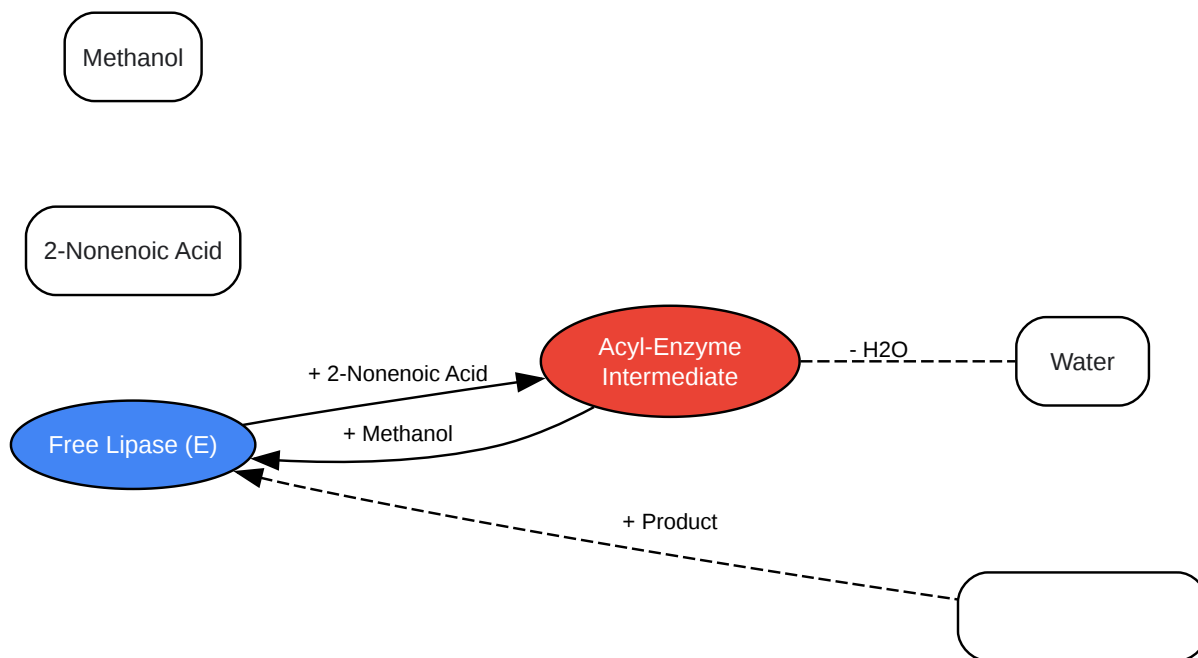 Methanol
2-Nonenoic Acid
Acyl-Enzyme
Intermediate
- H2O
Water
+ 2-Nonenoic Acid
+ Methanol
Free Lipase (E)
+ Product